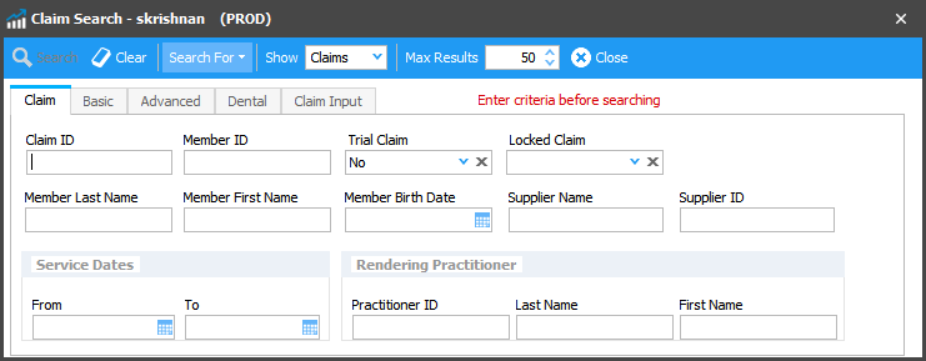 Claim Search - skrishnan (PROD)
Search Clear Search For Show Claims Max Results 50 Close
Claim Basic Advanced Dental Claim Input Enter criteria before searching
Claim ID Member ID Trial Claim Locked Claim
No
Member Last Name Member First Name Member Birth Date Supplier Name Supplier ID
Service Dates Rendering Practitioner
From To Practitioner ID Last Name First Name